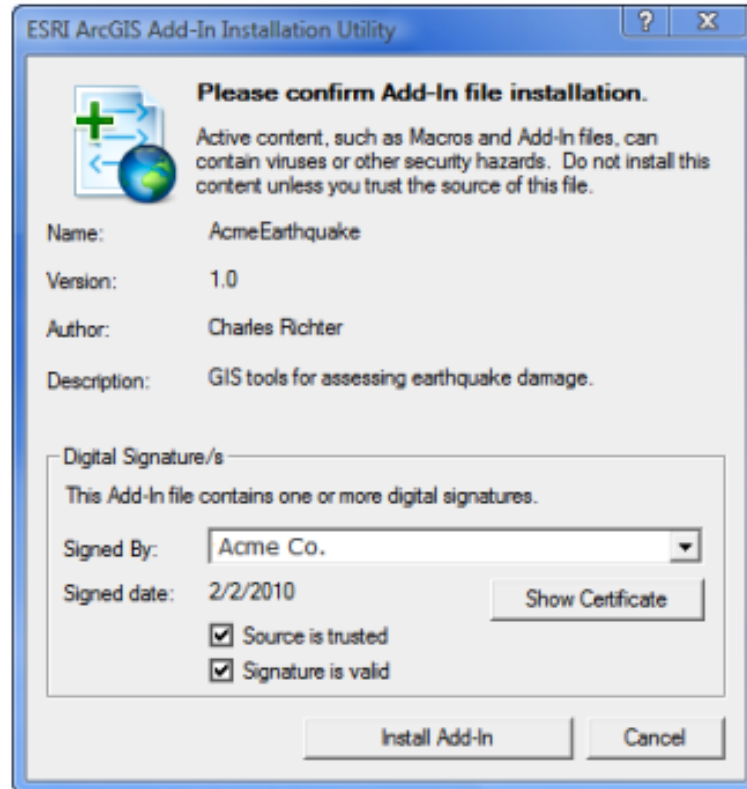 ESRI ArcGIS Add-In Installation Utility
Please confirm Add-In file installation.
Active content, such as Macros and Add-In files, can
contain viruses or other security hazards. Do not install this
content unless you trust the source of this file.
Name: AcmeEarthquake
Version: 1.0
Author: Charles Richter
Description: GIS tools for assessing earthquake damage.
Digital Signature/s
This Add-In file contains one or more digital signatures.
Signed By: Acme Co.
Signed date: 2/2/2010 Show Certificate
Source is trusted
Signature is valid
Install Add-In Cancel